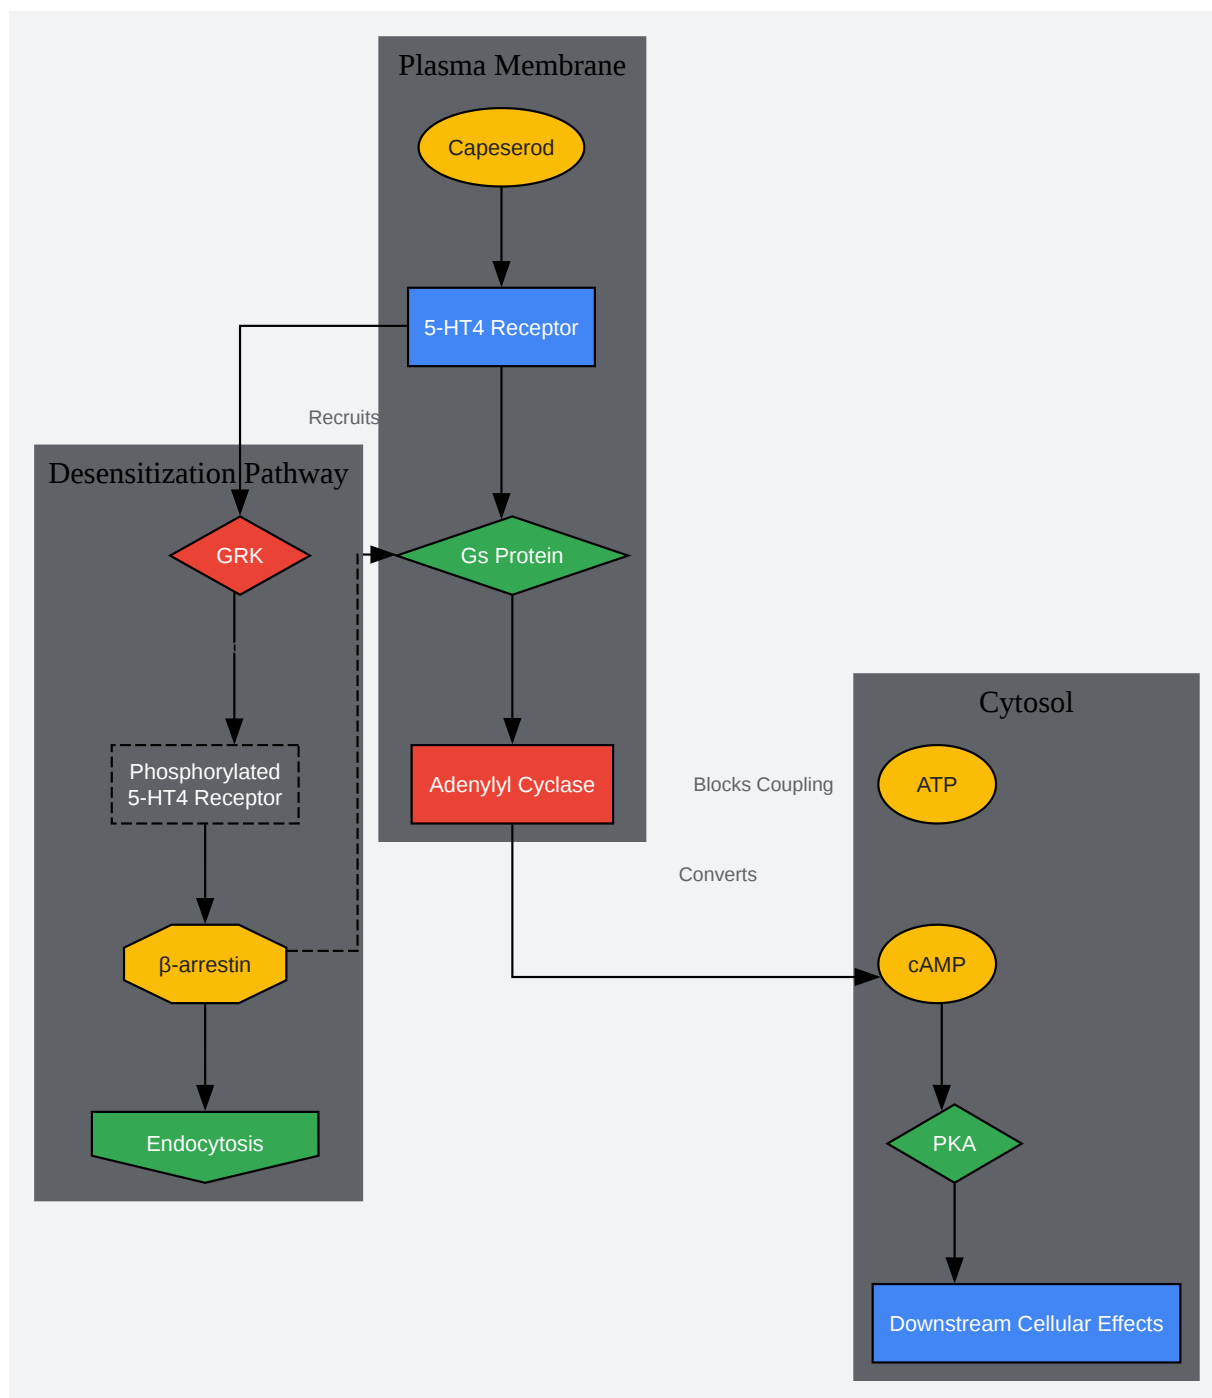 Plasma Membrane
Capeserod
5-HT4 Receptor
Recruits
Desensitization Pathway
GRK
Gs Protein
Cytosol
Phosphorylated
5-HT4 Receptor
Adenylyl Cyclase
Blocks Coupling
ATP
Converts
β-arrestin
cAMP
Endocytosis
PKA
Downstream Cellular Effects